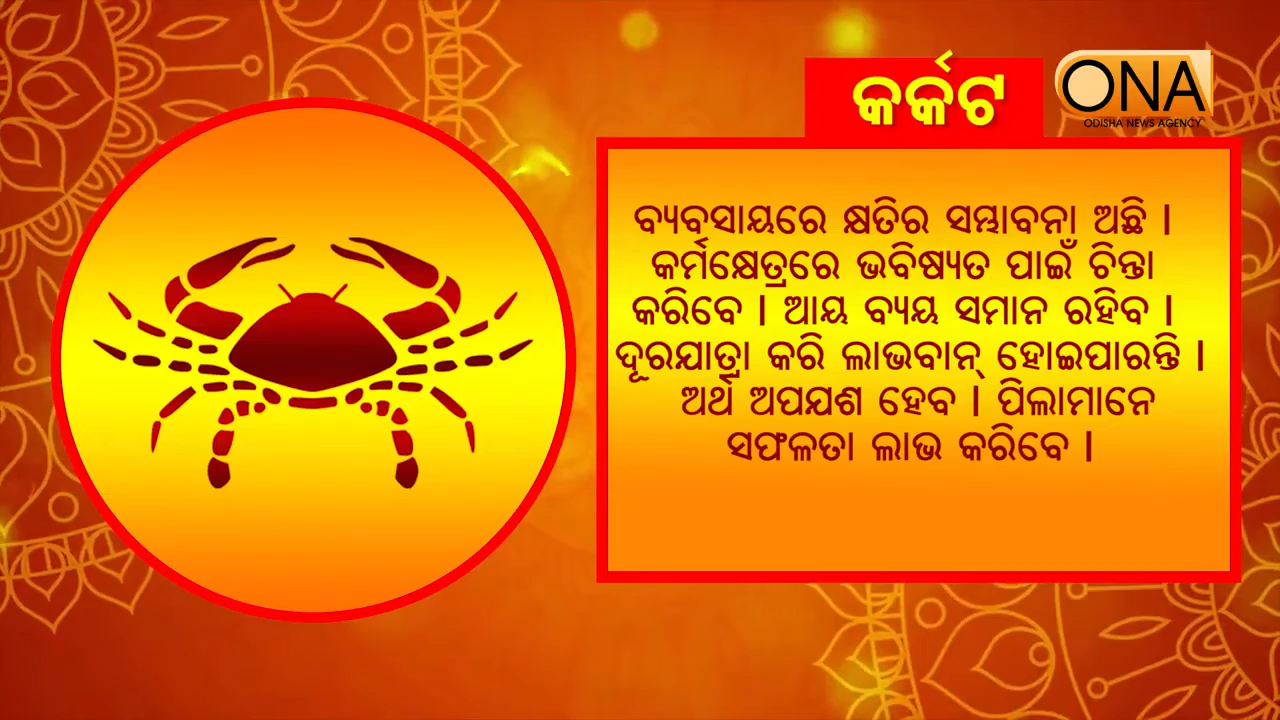 କର୍କଟ
ONA
ODISHA NEWS AGENCY
ବ୍ୟବସାୟରେ କ୍ଷତିର ସମ୍ଭାବନା ଅଛି ।
କର୍ମକ୍ଷେତ୍ରରେ ଭବିଷ୍ୟତ ପାଇଁ ଚିନ୍ତା
କରିବେ । ଆୟ ବ୍ୟୟ ସମାନ ରହିବ ।
ଦୂରଯାତ୍ରା କରି ଲାଭବାନ୍ ହୋଇପାରନ୍ତି ।
ଅର୍ଥ ଅପଯଶ ହେବ । ପିଲାମାନେ
ସଫଳତା ଲାଭ କରିବେ ।